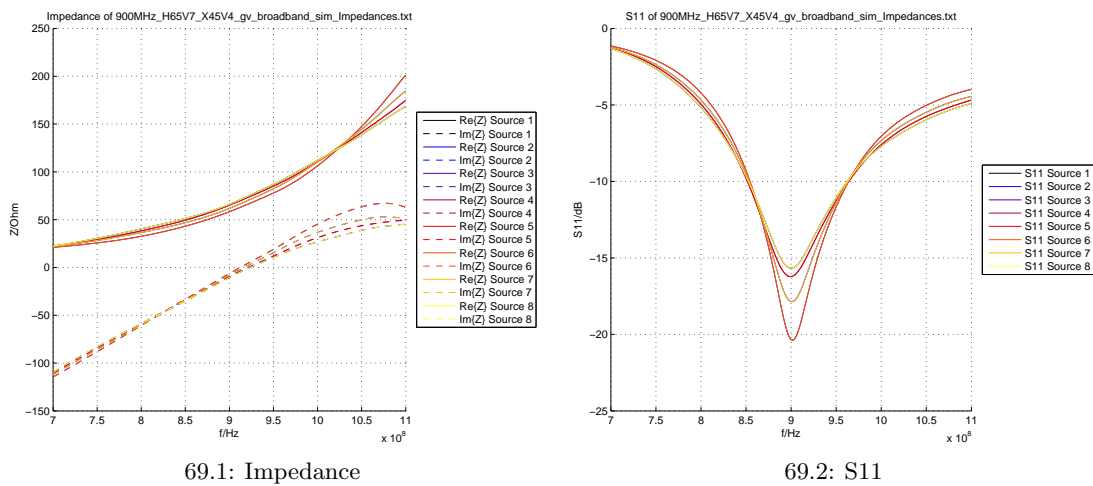 Impedance of 900MHz_H65V7_X45V4_gv_broadband_sim_Impedances.txt
250
200
150
100
50
0
−50
−100
−150
Z/Ohm
7
7.5
8
8.5
9
9.5
10
10.5
11
f/Hz
x 10^8
Re{Z} Source 1
Im{Z} Source 1
Re{Z} Source 2
Im{Z} Source 2
Re{Z} Source 3
Im{Z} Source 3
Re{Z} Source 4
Im{Z} Source 4
Re{Z} Source 5
Im{Z} Source 5
Re{Z} Source 6
Im{Z} Source 6
Re{Z} Source 7
Im{Z} Source 7
Re{Z} Source 8
Im{Z} Source 8
69.1: Impedance
S11 of 900MHz_H65V7_X45V4_gv_broadband_sim_Impedances.txt
0
−5
−10
−15
−20
−25
S11/dB
7
7.5
8
8.5
9
9.5
10
10.5
11
f/Hz
x 10^8
S11 Source 1
S11 Source 2
S11 Source 3
S11 Source 4
S11 Source 5
S11 Source 6
S11 Source 7
S11 Source 8
69.2: S11